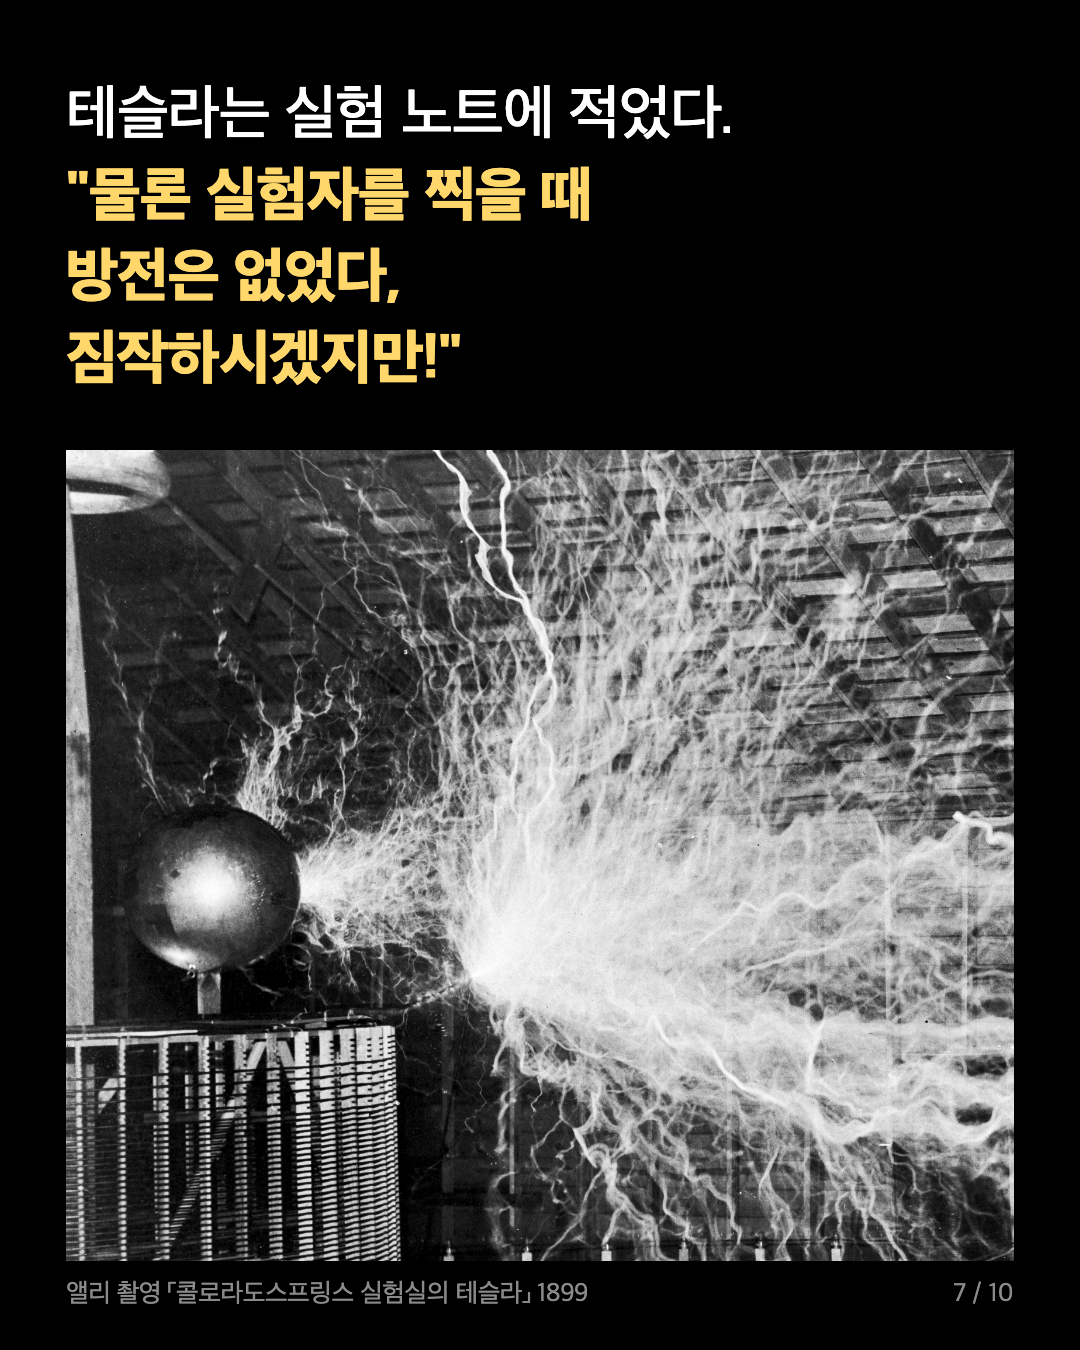 테슬라는 실험 노트에 적었다.
"물론 실험자를 찍을 때
방전은 없었다,
짐작하시겠지만!"
앨리 촬영 「콜로라도스프링스 실험실의 테슬라」 1899
7 / 10